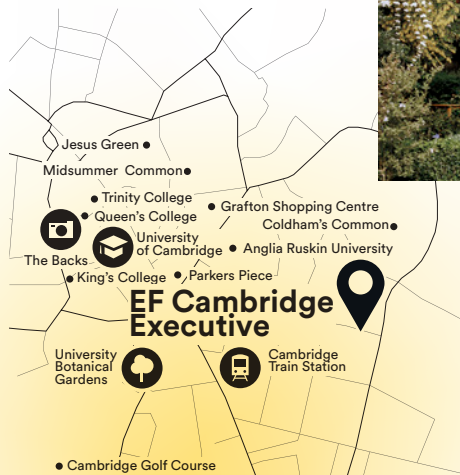 Jesus Green
Midsummer Common
Trinity College
Grafton Shopping Centre
Queen's College
Coldham's Common
University
of Cambridge
Anglia Ruskin University
The Backs
King's College
Parkers Piece
EF Cambridge
Executive
University
Botanical
Gardens
Cambridge
Train Station
Cambridge Golf Course